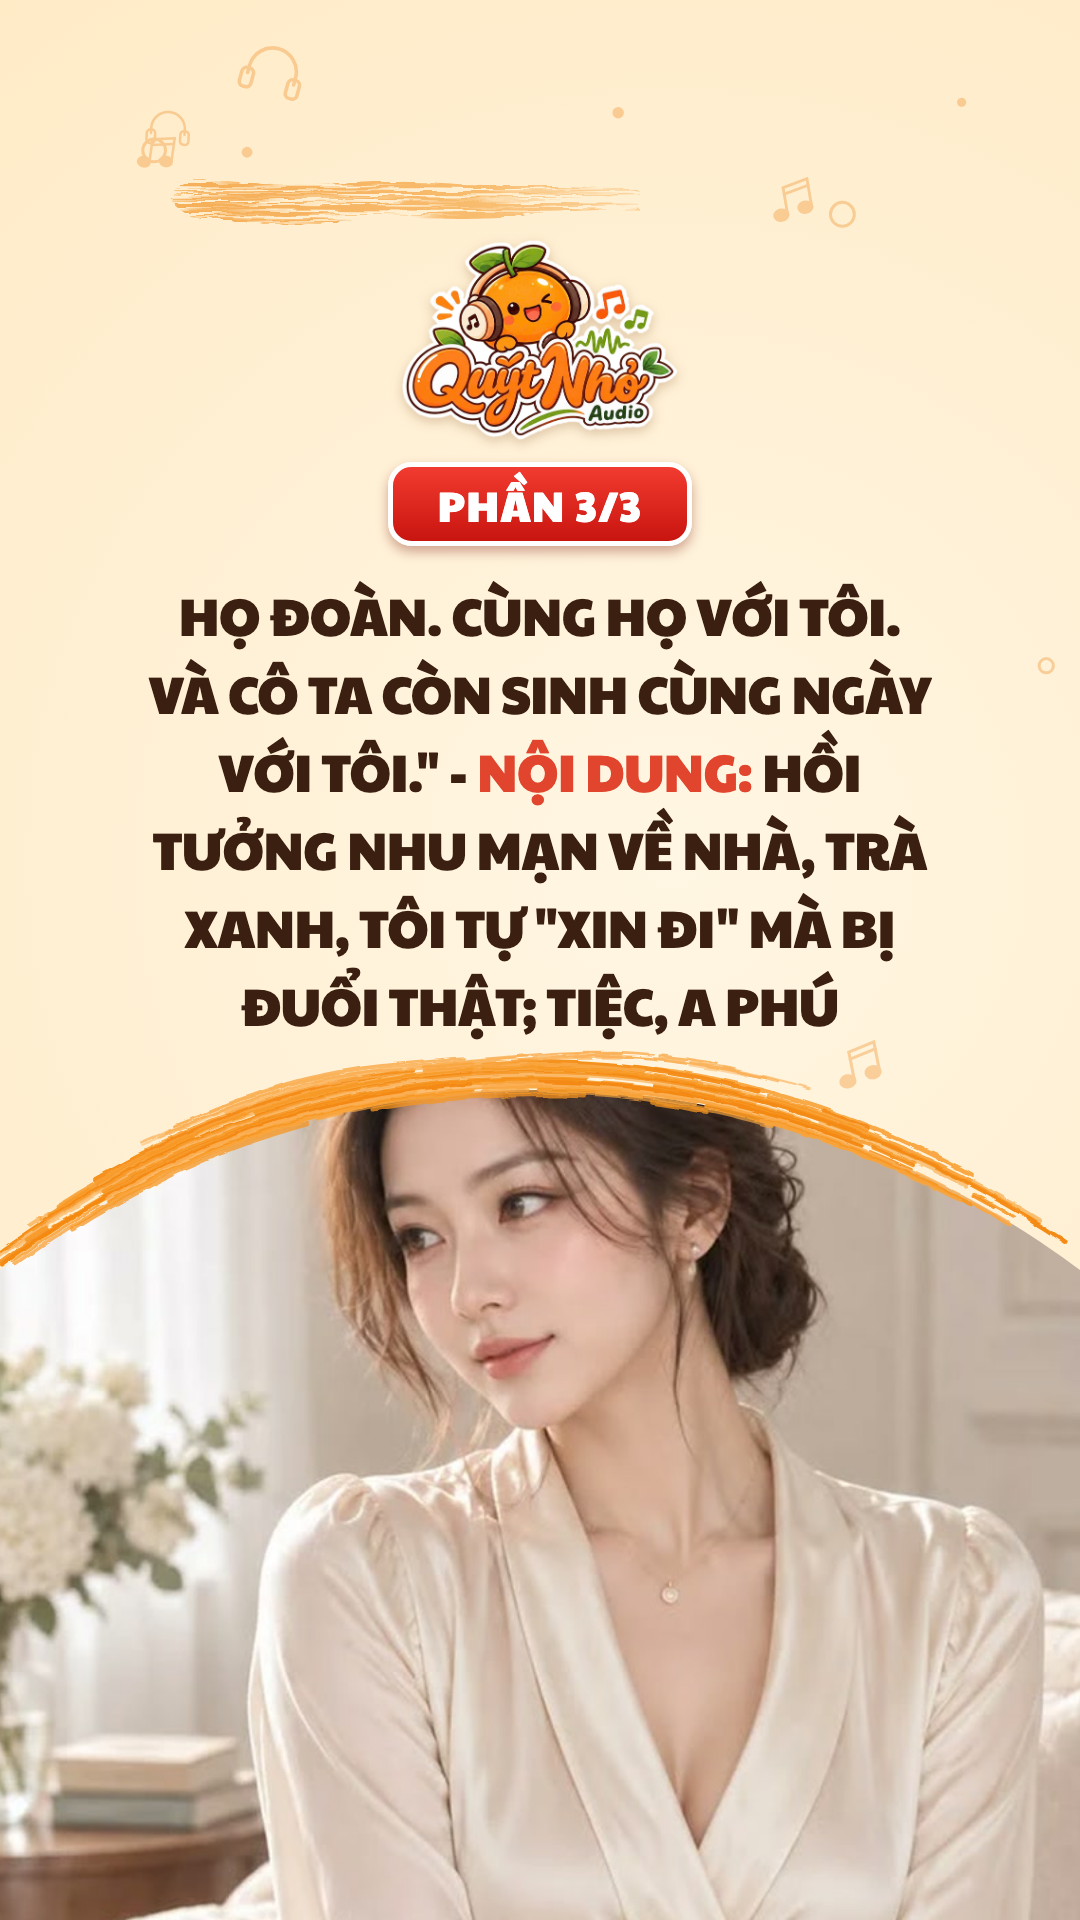 Quýt Nhỏ
Audio
PHẦN 3/3
HỌ ĐOÀN. CÙNG HỌ VỚI TÔI.
VÀ CÔ TA CÒN SINH CÙNG NGÀY
VỚI TÔI." - NỘI DUNG: HỒI
TƯỞNG NHU MẠN VỀ NHÀ, TRÀ
XANH, TÔI TỰ "XIN ĐI" MÀ BỊ
ĐUỔI THẬT; TIỆC, A PHÚ